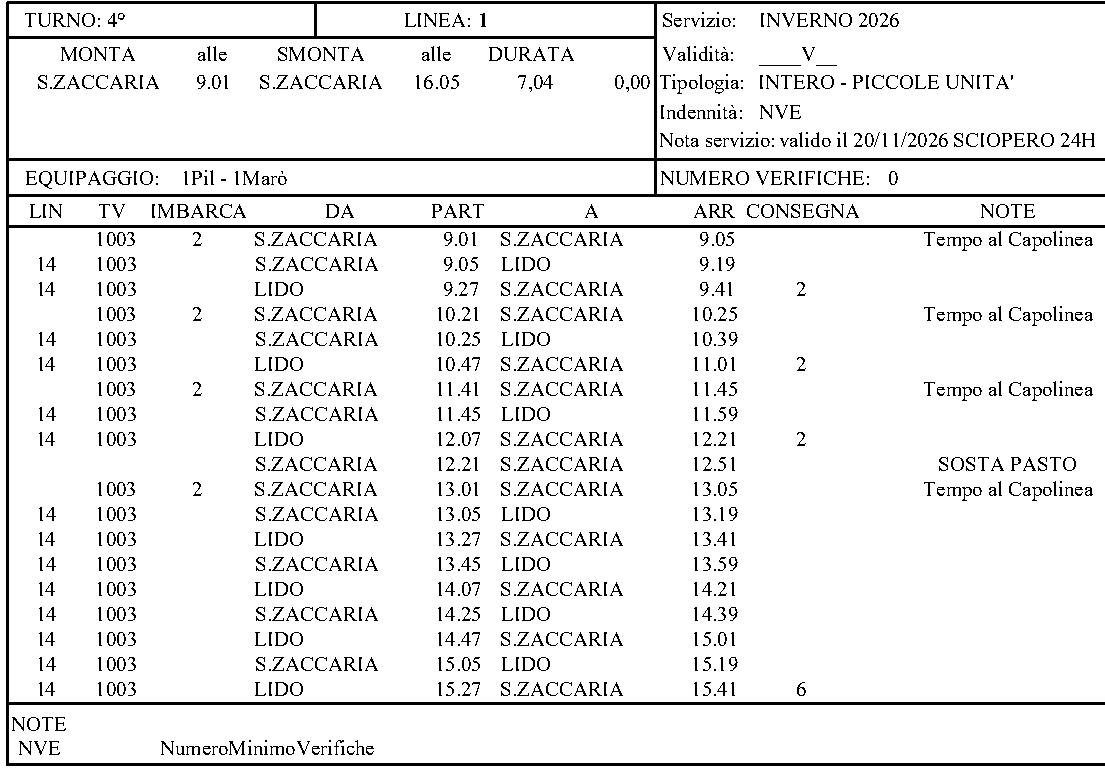 TURNO: 4° LINEA: 1 Servizio: INVERNO 2026
MONTA alle SMONTA alle DURATA Validità: ____V__
S.ZACCARIA 9.01 S.ZACCARIA 16.05 7,04 0,00 Tipologia: INTERO - PICCOLE UNITA'
Indennità: NVE
Nota servizio: valido il 20/11/2026 SCIOPERO 24H
EQUIPAGGIO: 1Pil - 1Marò NUMERO VERIFICHE: 0
LIN TV IMBARCA DA PART A ARR CONSEGNA NOTE
1003 2 S.ZACCARIA 9.01 S.ZACCARIA 9.05 Tempo al Capolinea
14 1003 S.ZACCARIA 9.05 LIDO 9.19
14 1003 LIDO 9.27 S.ZACCARIA 9.41 2
1003 2 S.ZACCARIA 10.21 S.ZACCARIA 10.25 Tempo al Capolinea
14 1003 S.ZACCARIA 10.25 LIDO 10.39
14 1003 LIDO 10.47 S.ZACCARIA 11.01 2
1003 2 S.ZACCARIA 11.41 S.ZACCARIA 11.45 Tempo al Capolinea
14 1003 S.ZACCARIA 11.45 LIDO 11.59
14 1003 LIDO 12.07 S.ZACCARIA 12.21 2
S.ZACCARIA 12.21 S.ZACCARIA 12.51 SOSTA PASTO
1003 2 S.ZACCARIA 13.01 S.ZACCARIA 13.05 Tempo al Capolinea
14 1003 S.ZACCARIA 13.05 LIDO 13.19
14 1003 LIDO 13.27 S.ZACCARIA 13.41
14 1003 S.ZACCARIA 13.45 LIDO 13.59
14 1003 LIDO 14.07 S.ZACCARIA 14.21
14 1003 S.ZACCARIA 14.25 LIDO 14.39
14 1003 LIDO 14.47 S.ZACCARIA 15.01
14 1003 S.ZACCARIA 15.05 LIDO 15.19
14 1003 LIDO 15.27 S.ZACCARIA 15.41 6
NOTE
NVE NumeroMinimoVerifiche